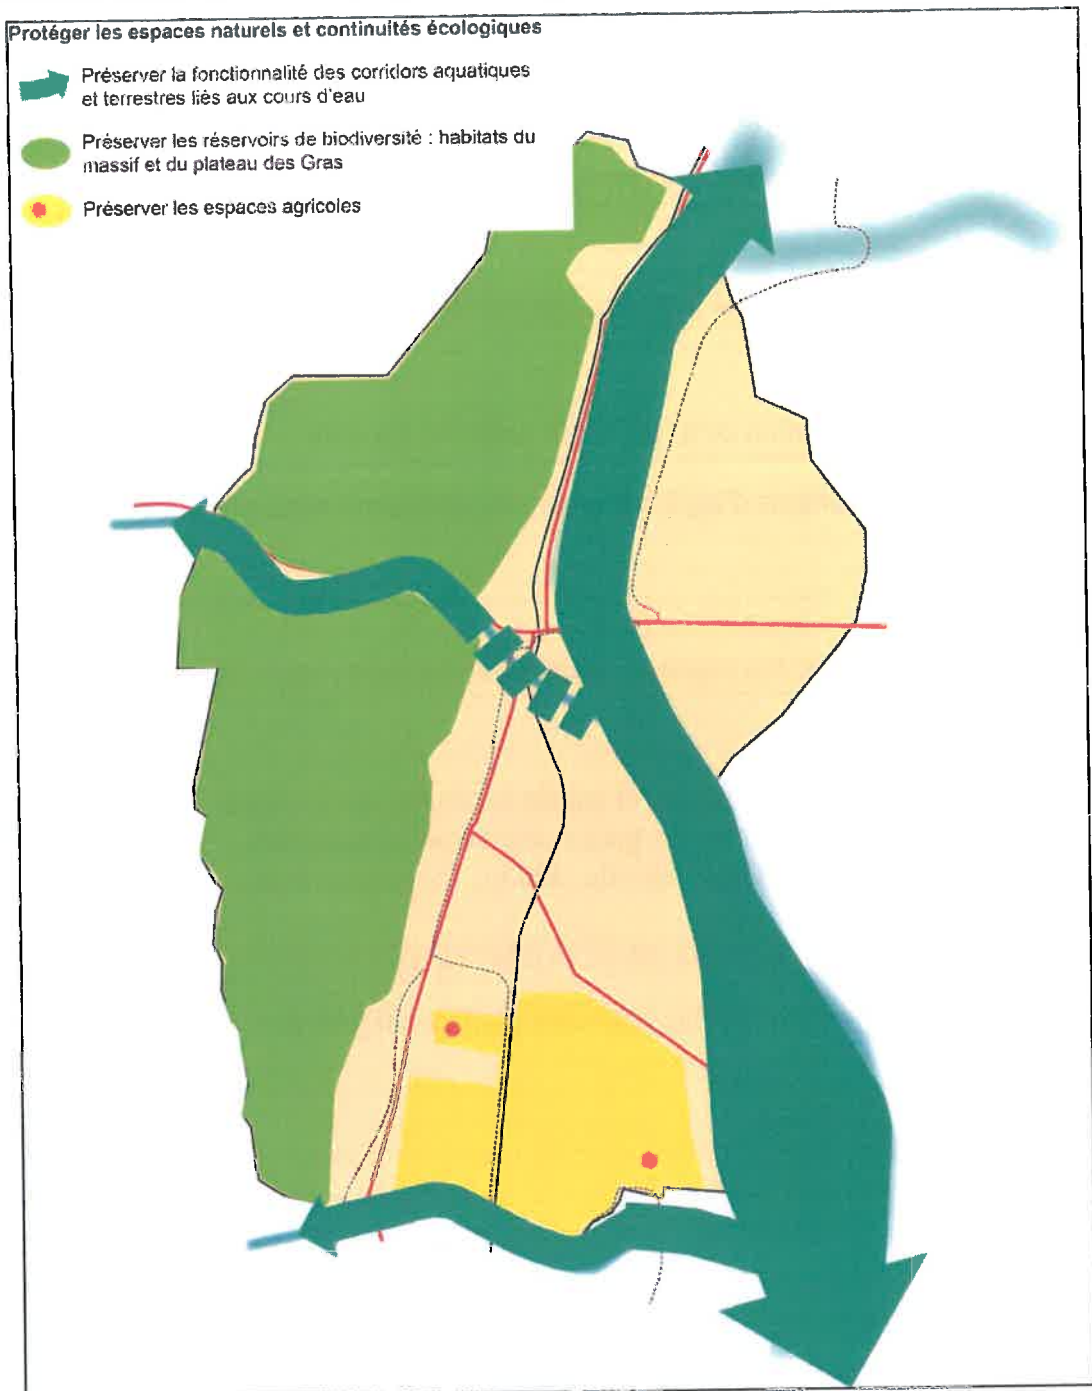 Protéger les espaces naturels et continuités écologiques
Préserver la fonctionnalité des corridors aquatiques
et terrestres liés aux cours d'eau
Préserver les réservoirs de biodiversité : habitats du
massif et du plateau des Gras
Préserver les espaces agricoles